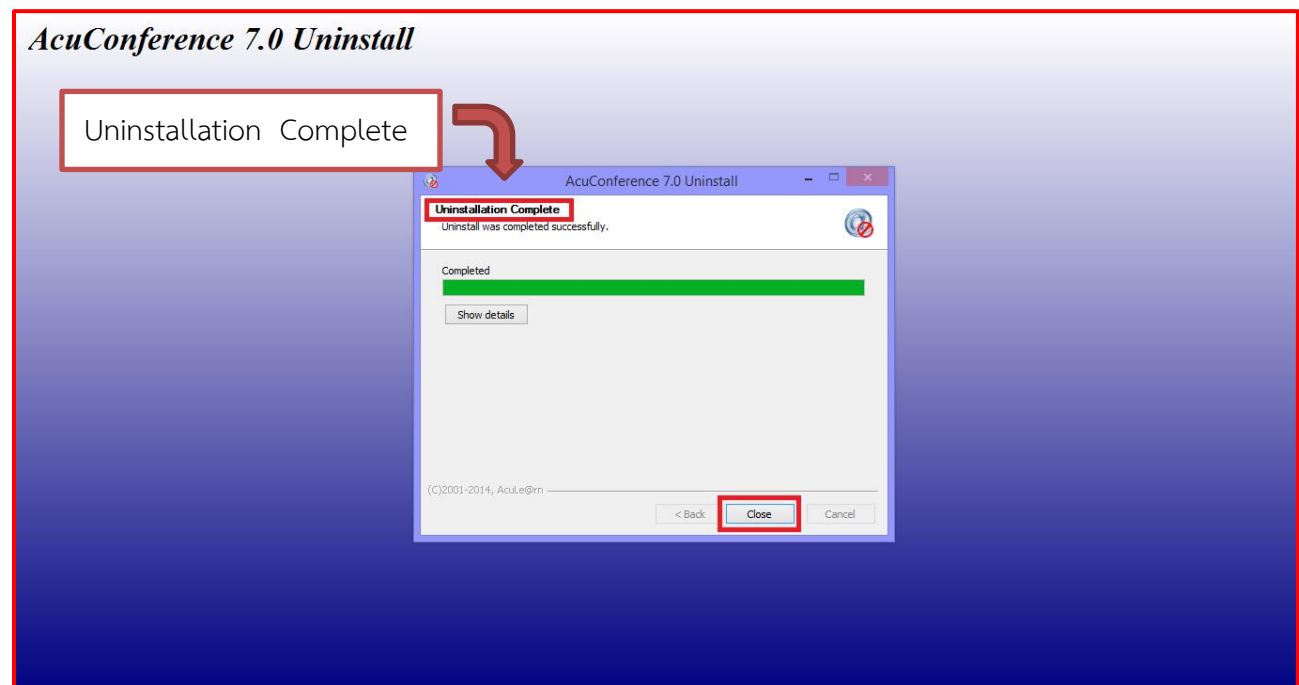 AcuConference 7.0 Uninstall
Uninstallation Complete
AcuConference 7.0 Uninstall
Uninstallation Complete
Uninstall was completed successfully.
Completed
Show details
(C)2001-2014, AcuLe@rn
< Back
Close
Cancel